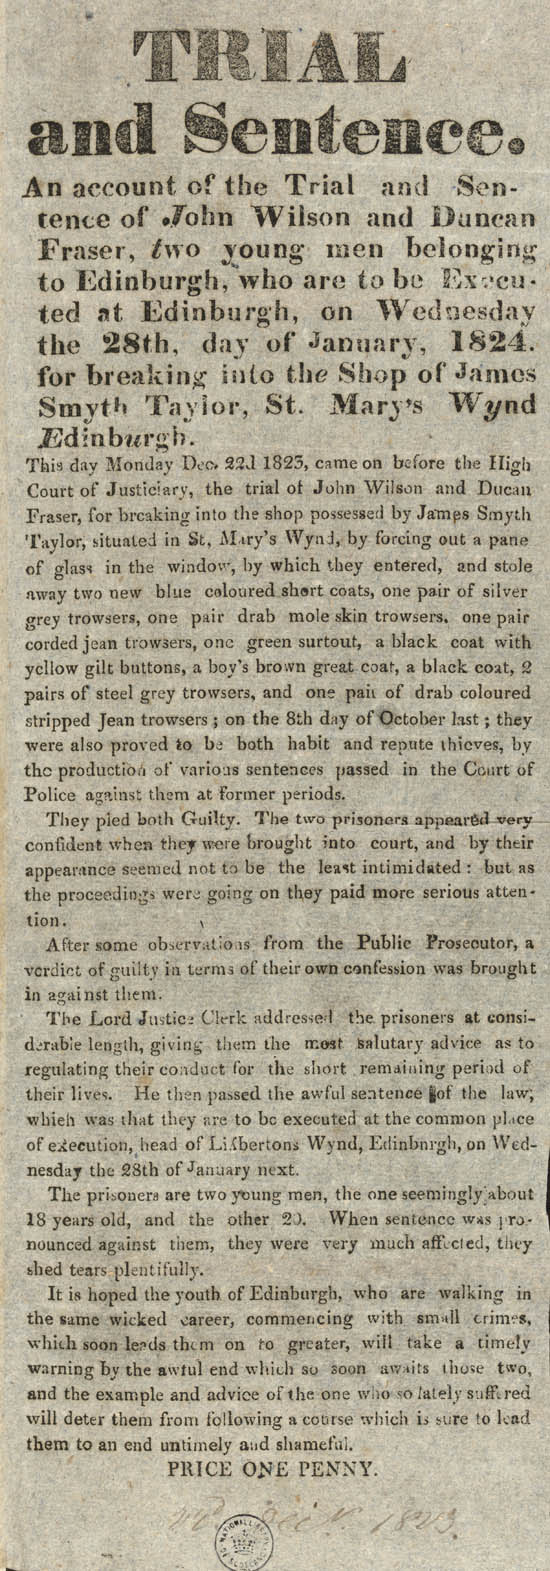 TRIAL
and Sentence.
An account of the Trial and Sen-
tence of John Wilson and Duncan
Fraser, two young men belonging
to Edinburgh, who are to be Execu-
ted at Edinburgh, on Wednesday
the 28th, day of January, 1824.
for breaking into the Shop of James
Smyth Taylor, St. Mary's Wynd
Edinburgh.
This day Monday Dec. 22d 1823, came on before the High
Court of Justiciary, the trial of John Wilson and Ducan
Fraser, for breaking into the shop possessed by James Smyth
Taylor, situated in St. Mary's Wynd, by forcing out a pane
of glass in the window, by which they entered, and stole
away two new blue coloured short coats, one pair of silver
grey trowsers, one pair drab mole skin trowsers, one pair
corded jean trowsers, one green surtout, a black coat with
yellow gilt buttons, a boy's brown great coat, a black coat, 2
pairs of steel grey trowsers, and one pair of drab coloured
stripped Jean trowsers; on the 8th day of October last; they
were also proved to be both habit and repute thieves, by
the production of various sentences passed in the Court of
Police against them at former periods.
They pled both Guilty. The two prisoners appeared very
confident when they were brought into court, and by their
appearance seemed not to be the least intimidated: but as
the proceedings were going on they paid more serious atten-
tion.
After some observations from the Public Prosecutor, a
verdict of guilty in terms of their own confession was brought
in against them.
The Lord Justice Clerk addressed the prisoners at consi-
derable length, giving them the most salutary advice as to
regulating their conduct for the short remaining period of
their lives. He then passed the awful sentence of the law,
which was that they are to be executed at the common place
of execution, head of Libbertons Wynd, Edinbnrgh, on Wed-
nesday the 28th of January next.
The prisoners are two young men, the one seemingly about
18 years old, and the other 20. When sentence was pro-
nounced against them, they were very much affected, they
shed tears plentifully.
It is hoped the youth of Edinburgh, who are walking in
the same wicked career, commencing with small crimes,
which soon leads them on to greater, will take a timely
warning by the awful end which so soon awaits those two,
and the example and advice of the one who so lately suffered
will deter them from following a course which is sure to lead
them to an end untimely and shameful.
PRICE ONE PENNY.
1823
NATIONAL LIBRARY OF SCOTLAND